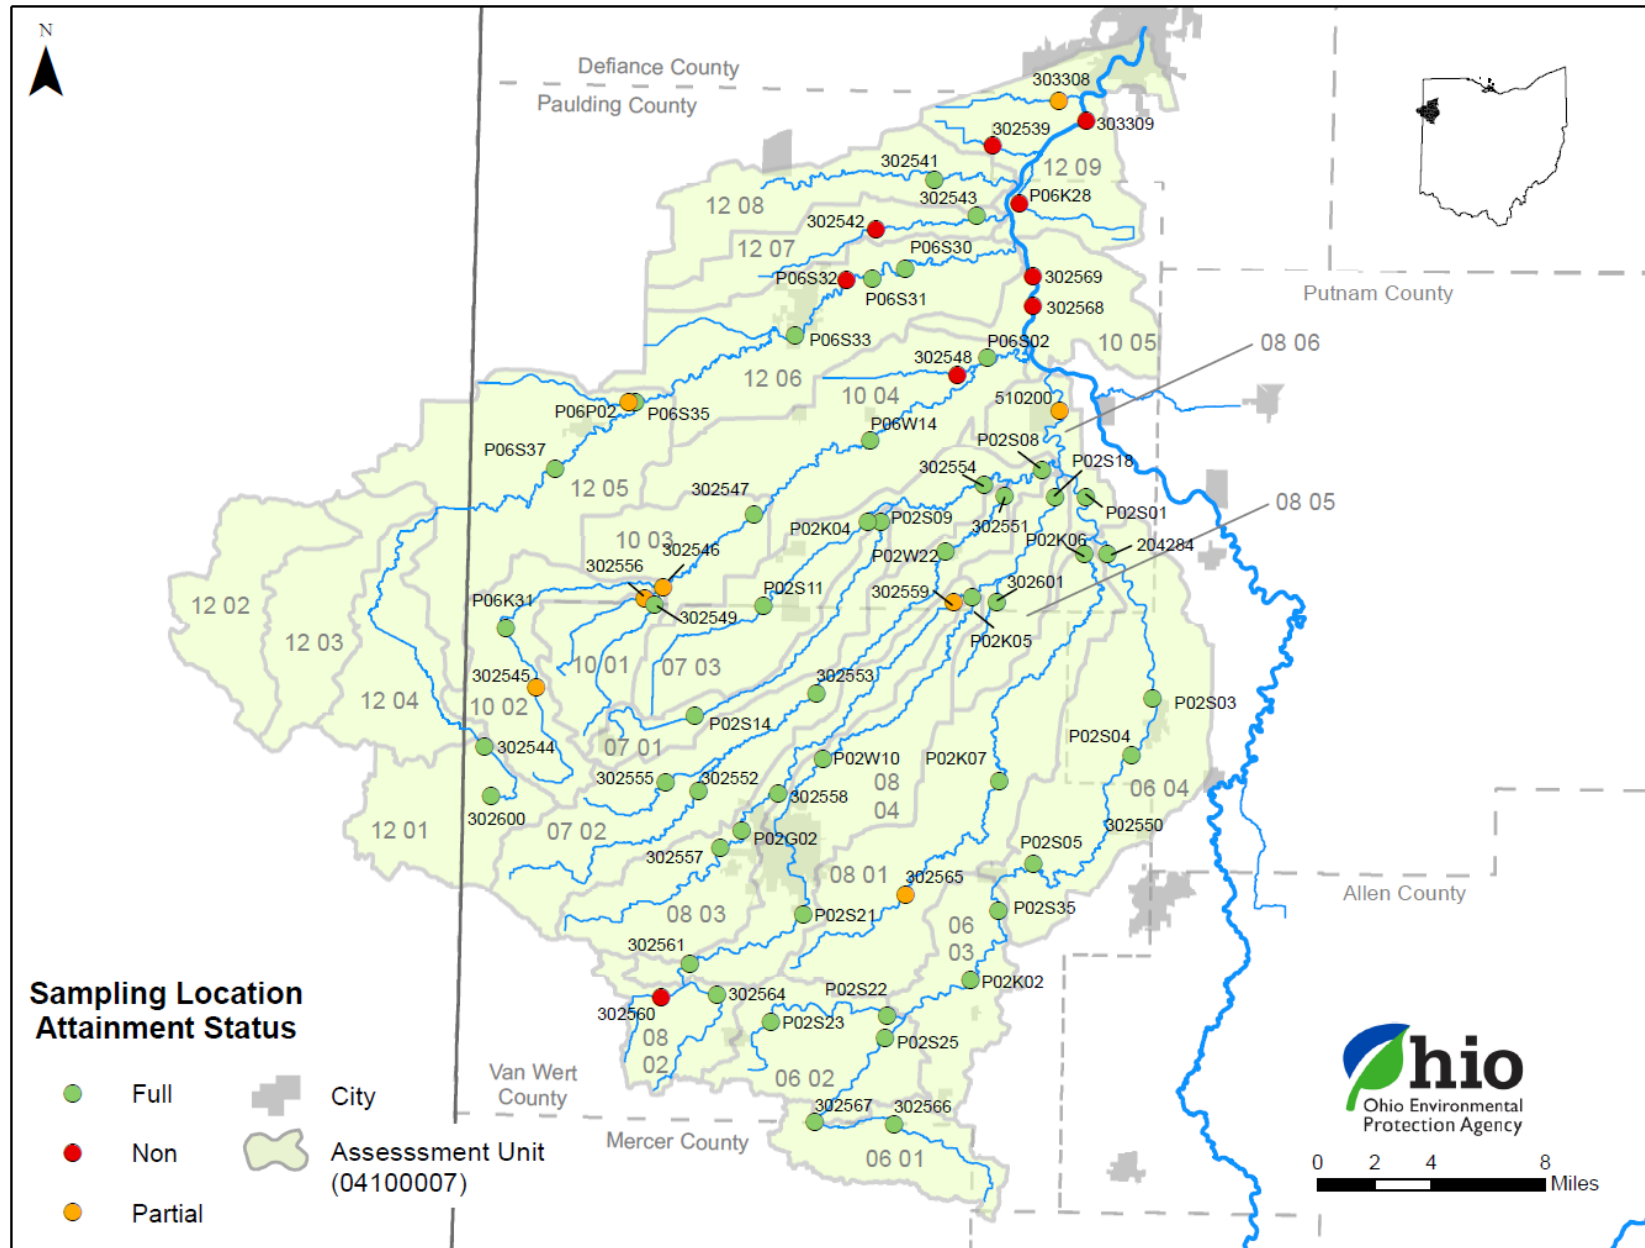 N
Defiance County
Paulding County
303308
303309
302539
302541
12 09
302543
P06K28
12 08
302542
12 07
P06S30
P06S32
P06S31
302569
Putnam County
302568
P06S33
P06S02
10 05
08 06
302548
12 06
10 04
510200
P06P02
P06S35
P06W14
P02S08
P06S37
P02S18
302554
12 05
302547
08 05
P02K04
P02S09
302551
P02S01
10 03
302546
P02W22
P02K06
204284
302556
P02S11
302559
302601
12 02
P06K31
302549
P02K05
12 03
10 01
07 03
302545
302553
12 04
10 02
P02S03
P02S14
P02S04
302544
07 01
P02W10
P02K07
302555
302552
08
04
06 04
302558
302600
12 01
07 02
302550
P02G02
P02S05
302557
08 01
302565
Allen County
08 03
P02S21
P02S35
06
03
302561
P02K02
Sampling Location
Attainment Status
302564
P02S22
302560
P02S23
08
02
P02S25
06 02
Van Wert
County
302567
302566
Mercer County
06 01
Full
Non
Partial
City
Assesssment Unit
(04100007)
hio
Ohio Environmental
Protection Agency
0 2 4 8
Miles